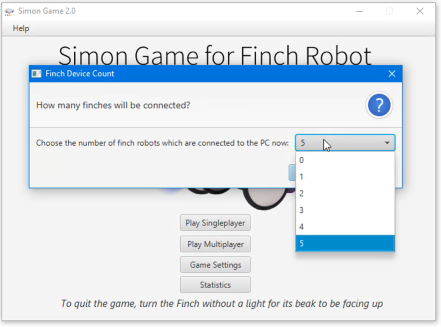 Simon Game 2.0
Help
Simon Game for Finch Robot
Finch Device Count
How many finches will be connected?
?
Choose the number of finch robots which are connected to the PC now:
5
0
1
2
3
4
5
Play Singleplayer
Play Multiplayer
Game Settings
Statistics
To quit the game, turn the Finch without a light for its beak to be facing up